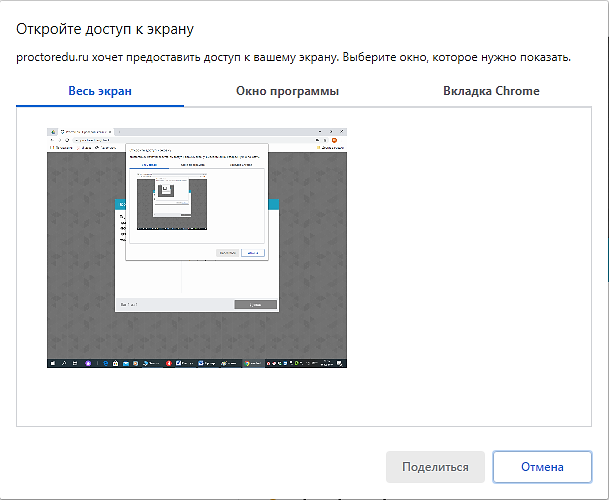 Откройте доступ к экрану
proctoredu.ru хочет предоставить доступ к вашему экрану. Выберите окно, которое нужно показать.
Весь экран Окно программы Вкладка Chrome
Поделиться Отмена